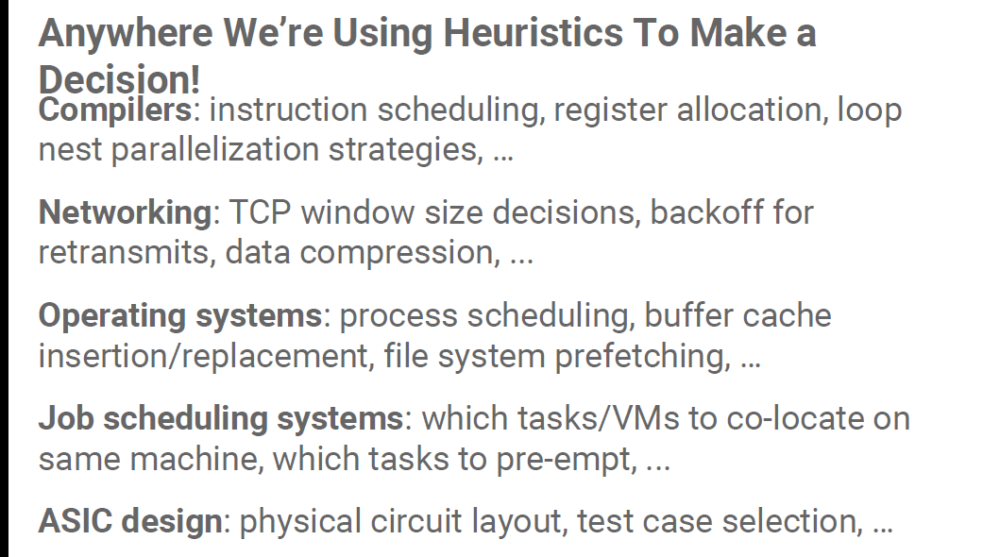 Anywhere We’re Using Heuristics To Make a
Decision!
Compilers: instruction scheduling, register allocation, loop
nest parallelization strategies, …
Networking: TCP window size decisions, backoff for
retransmits, data compression, ...
Operating systems: process scheduling, buffer cache
insertion/replacement, file system prefetching, …
Job scheduling systems: which tasks/VMs to co-locate on
same machine, which tasks to pre-empt, ...
ASIC design: physical circuit layout, test case selection, …